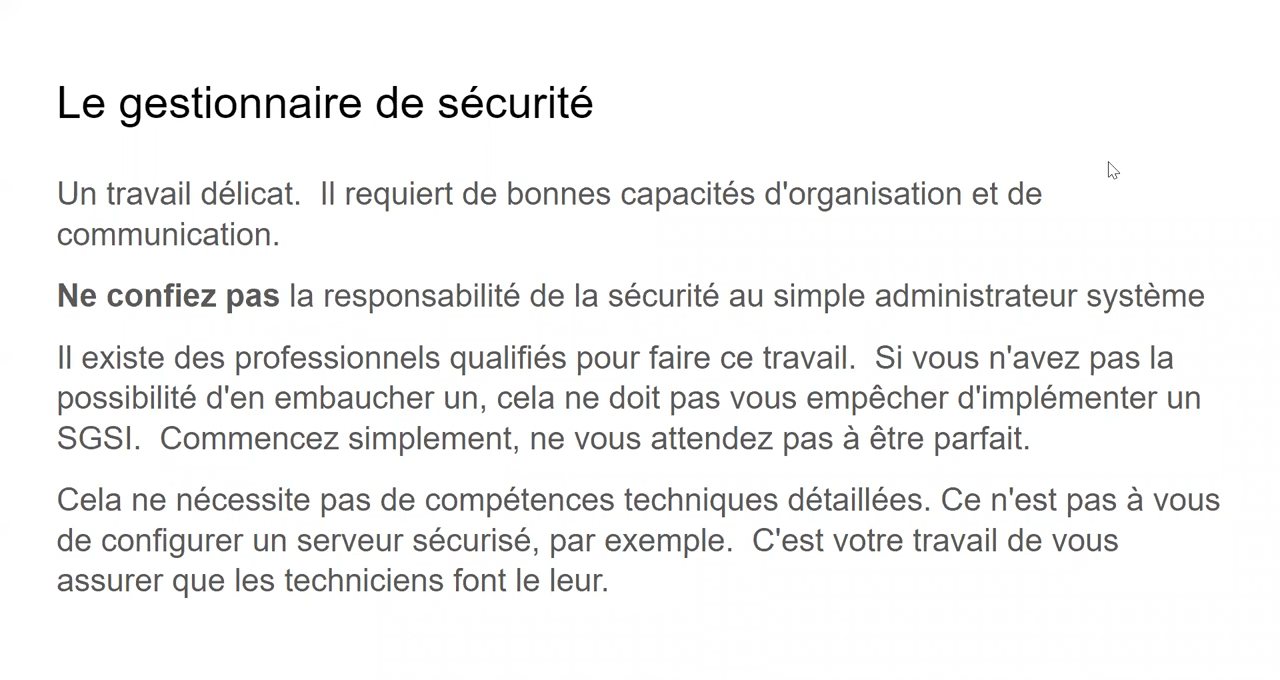 Le gestionnaire de sécurité
Un travail délicat.  Il requiert de bonnes capacités d'organisation et de
communication.
Ne confiez pas la responsabilité de la sécurité au simple administrateur système
Il existe des professionnels qualifiés pour faire ce travail.  Si vous n'avez pas la
possibilité d'en embaucher un, cela ne doit pas vous empêcher d'implémenter un
SGSI.  Commencez simplement, ne vous attendez pas à être parfait.
Cela ne nécessite pas de compétences techniques détaillées. Ce n'est pas à vous
de configurer un serveur sécurisé, par exemple.  C'est votre travail de vous
assurer que les techniciens font le leur.